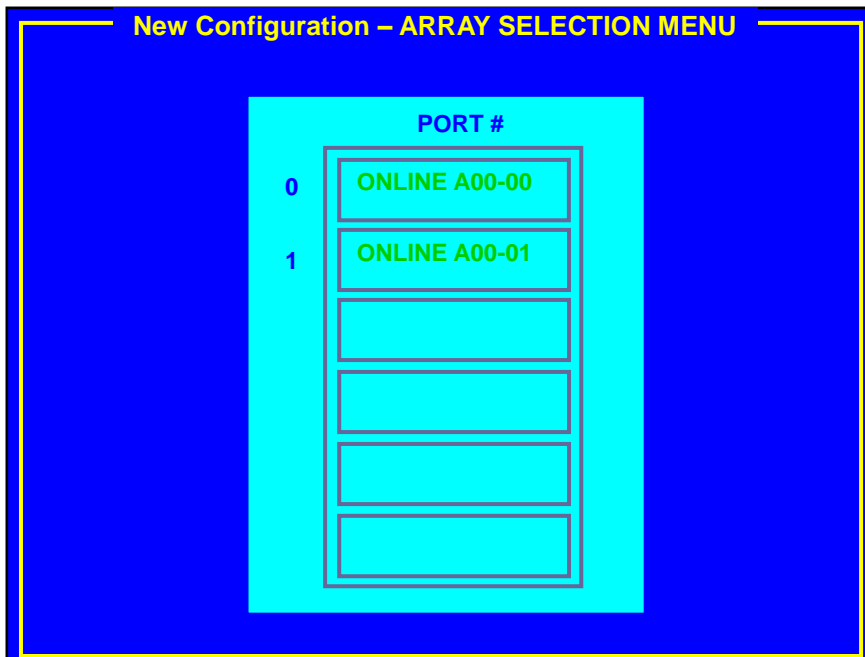 New Configuration – ARRAY SELECTION MENU
PORT #
0 ONLINE A00-00
1 ONLINE A00-01